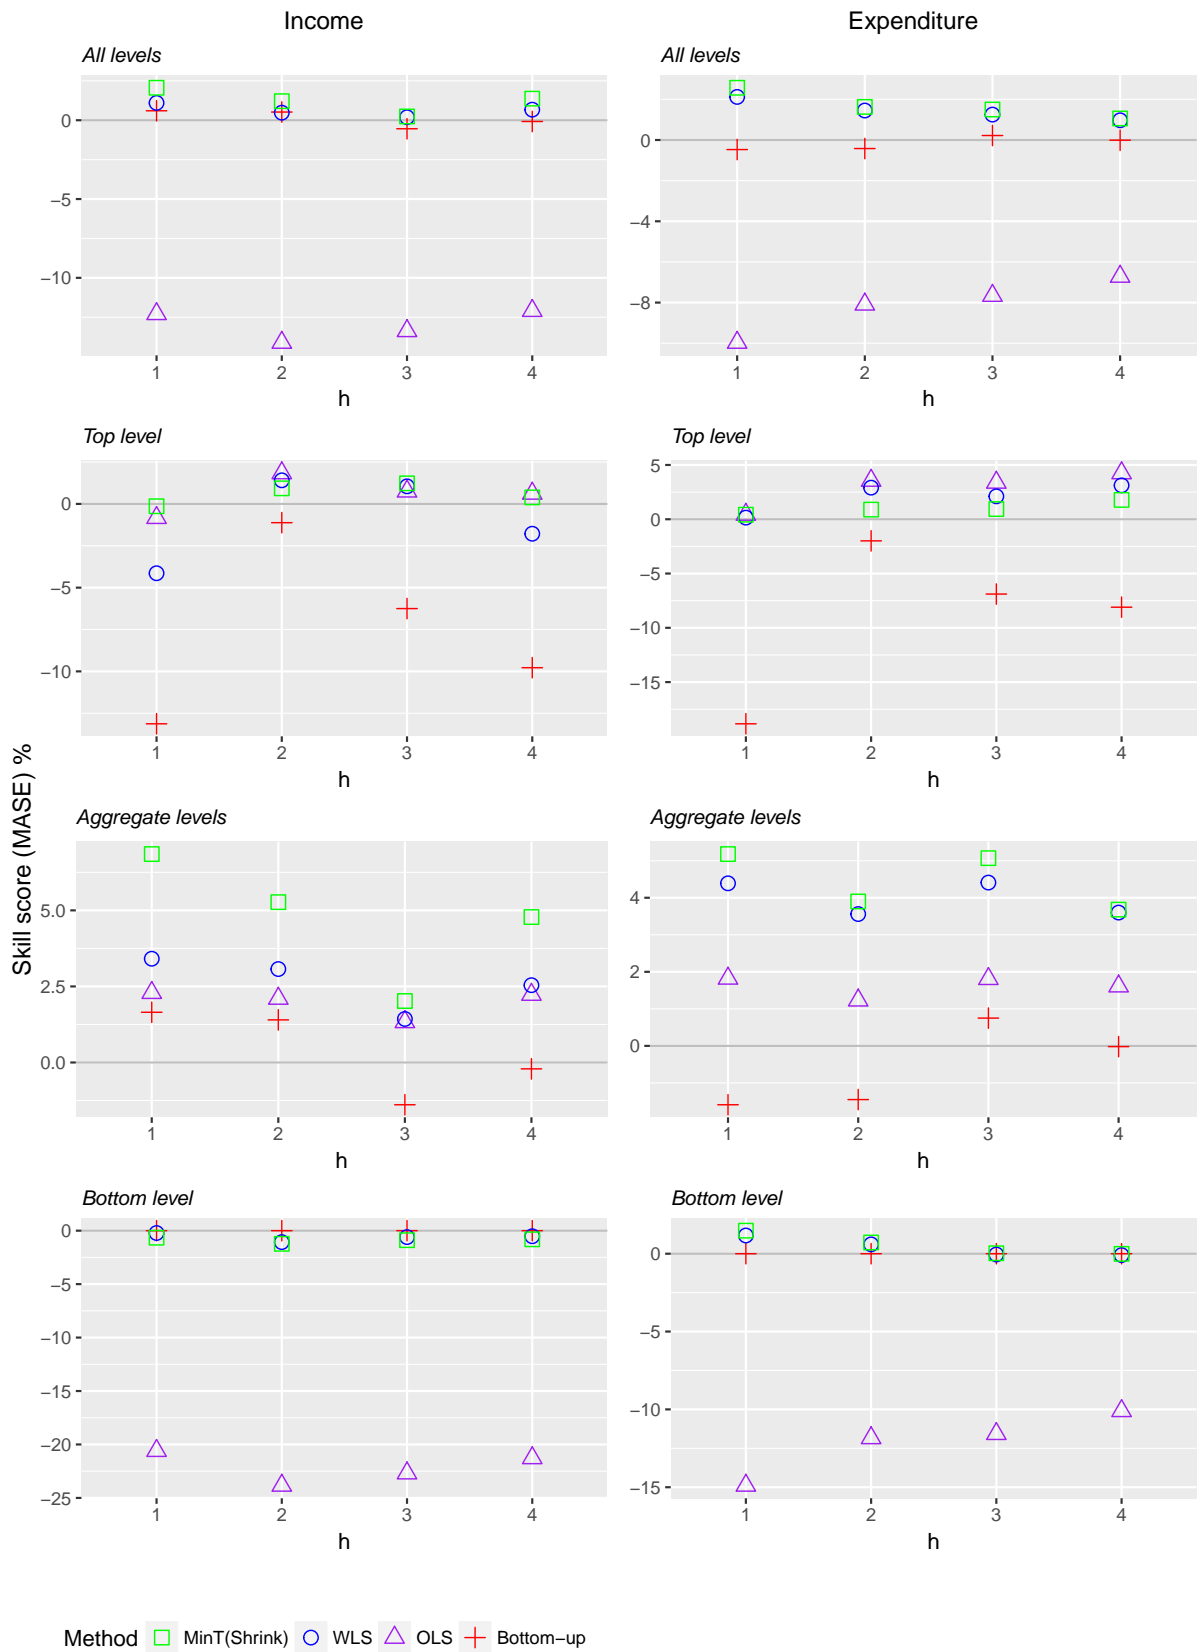 Income
Expenditure
All levels
All levels
0
−5
−10
1 2 3 4
h
0
−4
−8
1 2 3 4
h
Top level
Top level
0
−5
−10
1 2 3 4
h
5
0
−5
−10
−15
1 2 3 4
h
Skill score (MASE) %
Aggregate levels
Aggregate levels
5.0
2.5
0.0
1 2 3 4
h
4
2
0
1 2 3 4
h
Bottom level
Bottom level
0
−5
−10
−15
−20
−25
1 2 3 4
h
0
−5
−10
−15
1 2 3 4
h
Method MinT(Shrink) WLS OLS Bottom−up